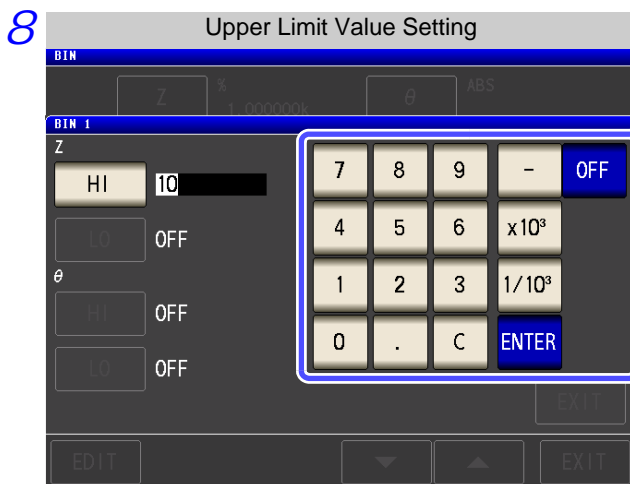 8
Upper Limit Value Setting
BIN
Z % 1.000000k θ ABS
BIN 1
Z
HI 10
LO OFF
θ
HI OFF
LO OFF
7 8 9 - OFF
4 5 6 x10³
1 2 3 1/10³
0 . C ENTER
EXIT
EDIT EXIT